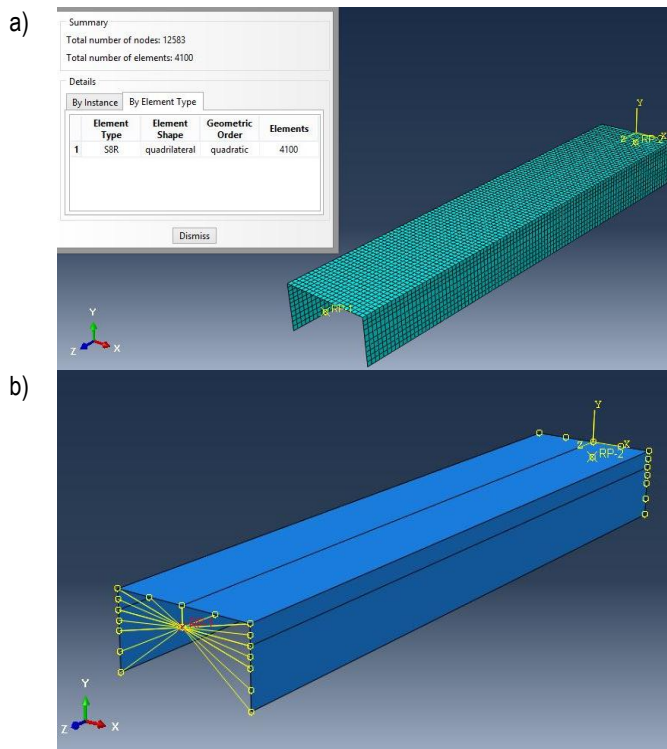 a)
Summary
Total number of nodes: 12583
Total number of elements: 4100
Details
By Instance By Element Type
Element Type Element Shape Geometric Order Elements
1 S8R quadrilateral quadratic 4100
Dismiss
Y
Z X
RP-2
RP-1
Y
Z X
b)
Y
Z X
RP-2
Y
Z X